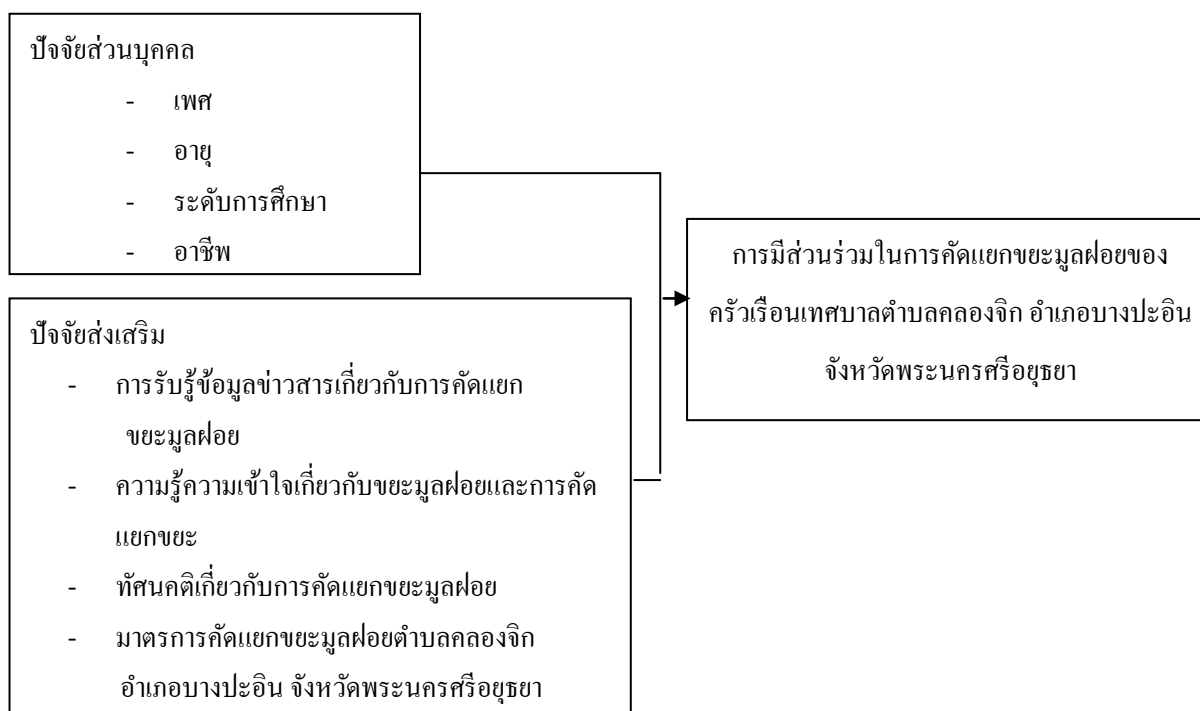 ปัจจัยส่วนบุคคล
- เพศ
- อายุ
- ระดับการศึกษา
- อาชีพ
ปัจจัยส่งเสริม
- การรับรู้ข้อมูลข่าวสารเกี่ยวกับการคัดแยก
ขยะมูลฝอย
- ความรู้ความเข้าใจเกี่ยวกับขยะมูลฝอยและการคัด
แยกขยะ
- ทัศนคติเกี่ยวกับการคัดแยกขยะมูลฝอย
- มาตรการคัดแยกขยะมูลฝอยตำบลคลองจิก
อำเภอบางปะอิน จังหวัดพระนครศรีอยุธยา
การมีส่วนร่วมในการคัดแยกขยะมูลฝอยของ
ครัวเรือนเทศบาลตำบลคลองจิก อำเภอบางปะอิน
จังหวัดพระนครศรีอยุธยา